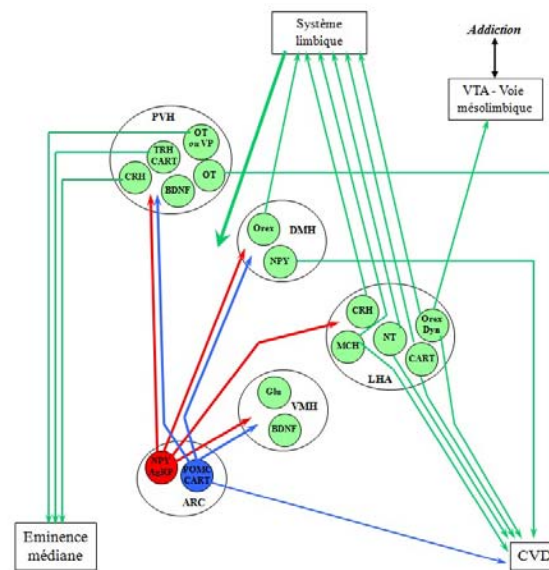 Système
limbique
Addiction
VTA - Voie
mésolimbique
PVH
OT
ou VP
TRH
CART
CRH
OT
BDNF
Orex
DMH
NPY
CRH
Orex
Dyn
MCH
NT
CART
LHA
Glu
VMH
BDNF
NPY
AgRP
POMC
CART
ARC
Eminence
médiane
CVD